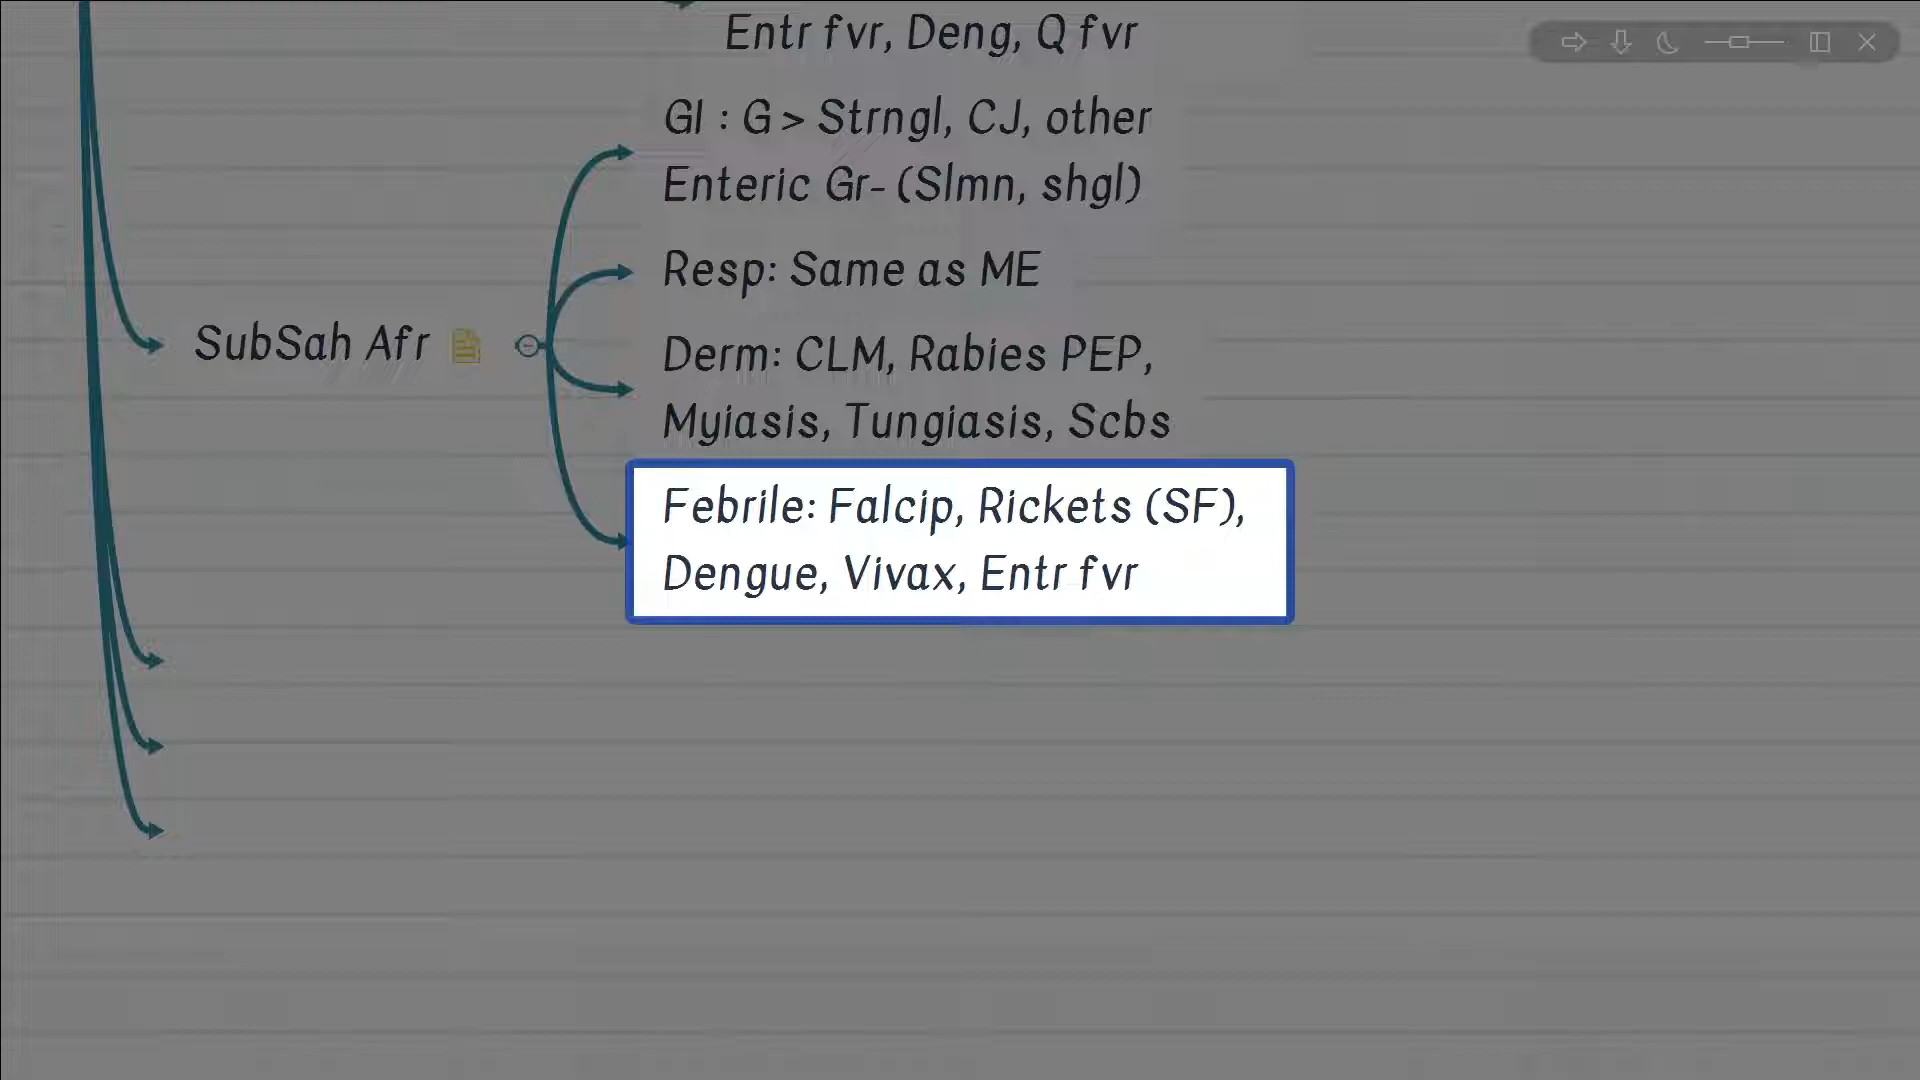 Entr fvr, Deng, Q fvr
GI : G > Strngl, CJ, other
Enteric Gr- (Slmn, shgl)
Resp: Same as ME
SubSah Afr
Derm: CLM, Rabies PEP,
Myiasis, Tungiasis, Scbs
Febrile: Falcip, Rickets (SF),
Dengue, Vivax, Entr fvr